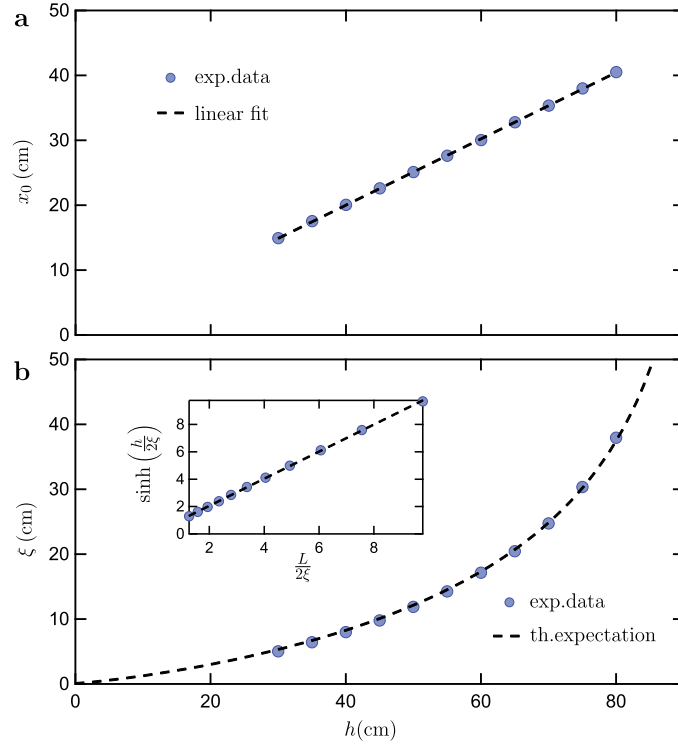 a
50
40
30
20
10
0
x₀ (cm)
exp.data
linear fit
b
50
40
30
20
10
0
ξ (cm)
8
6
4
2
0
sinh (h/2ξ)
2 4 6 8
L/2ξ
exp.data
th.expectation
0 20 40 60 80
h(cm)